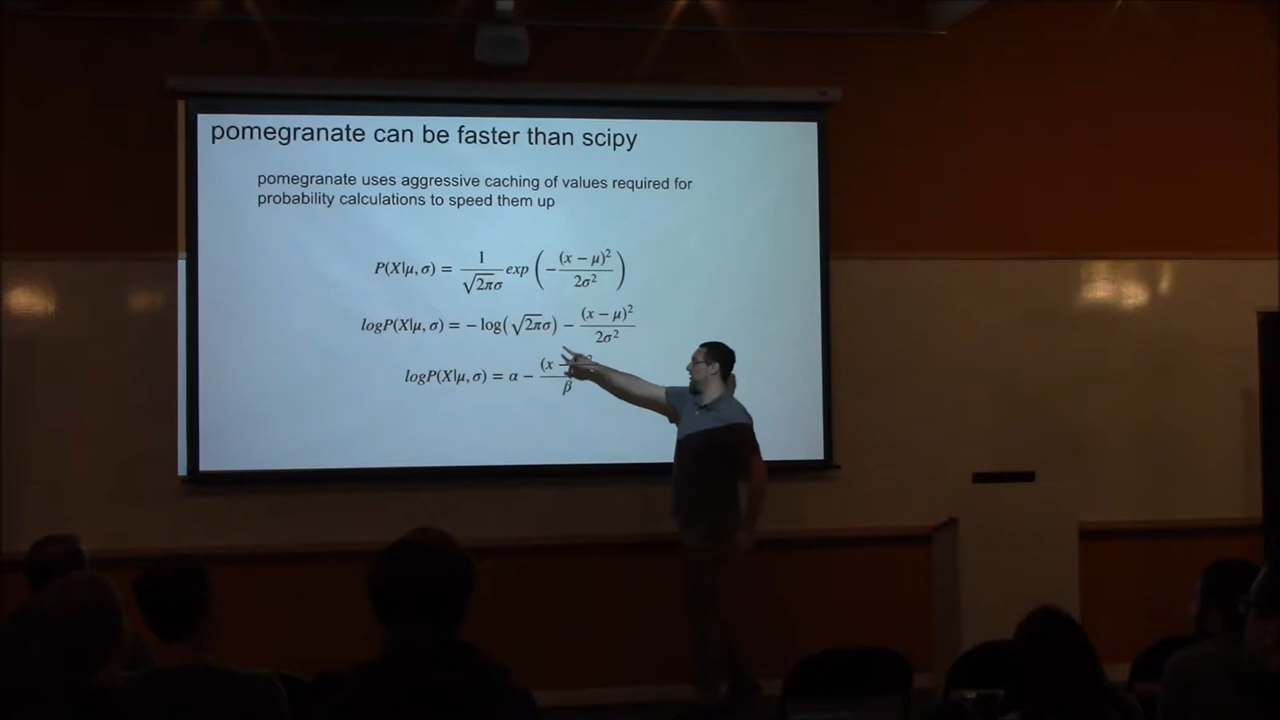 pomegranate can be faster than scipy
pomegranate uses aggressive caching of values required for
probability calculations to speed them up
P(X|μ, σ) = 1/(√2πσ) exp (−(x − μ)²/2σ²)
logP(X|μ, σ) = − log(√2πσ) − (x − μ)²/2σ²
logP(X|μ, σ) = α − (x − ²/β